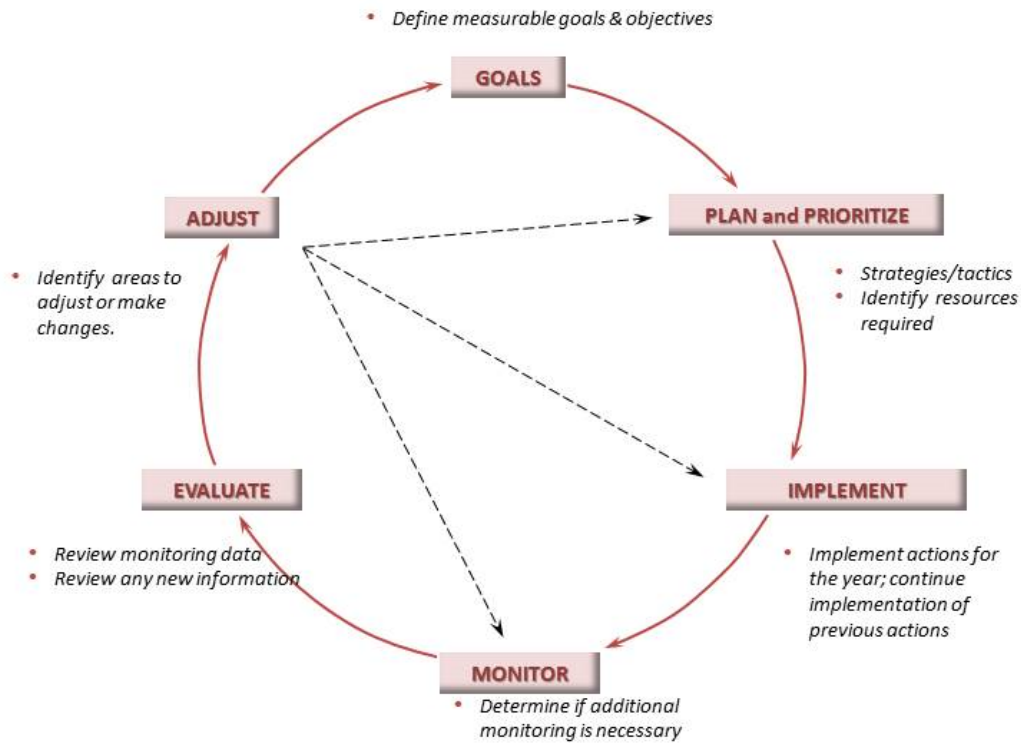 • Define measurable goals & objectives
GOALS
PLAN and PRIORITIZE
• Strategies/tactics
• Identify resources
required
IMPLEMENT
• Implement actions for
the year; continue
implementation of
previous actions
MONITOR
• Determine if additional
monitoring is necessary
EVALUATE
• Review monitoring data
• Review any new information
ADJUST
• Identify areas to
adjust or make
changes.